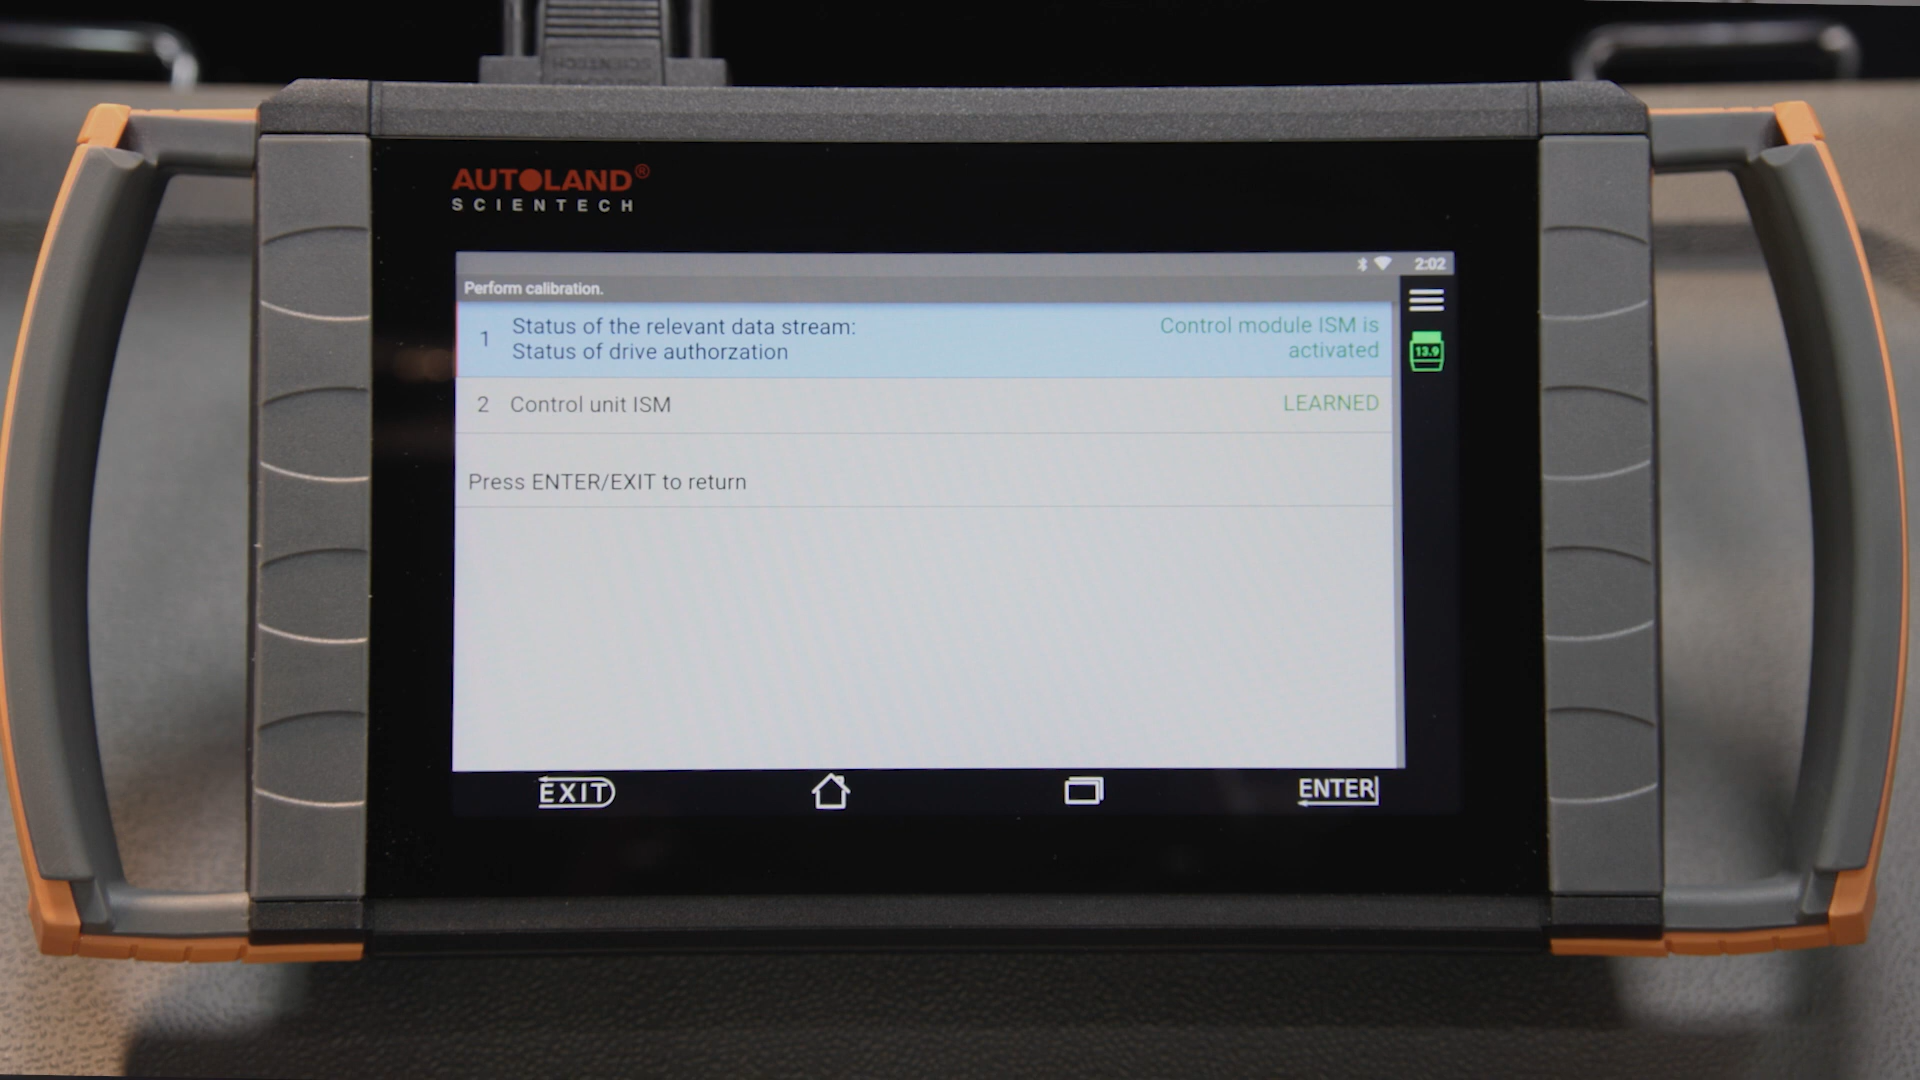 SCIENTECH
AUTOLAND®
SCIENTECH
2:02
Perform calibration.
1 Status of the relevant data stream: Control module ISM is
Status of drive authorzation activated
13.9
2 Control unit ISM LEARNED
Press ENTER/EXIT to return
EXIT ENTER